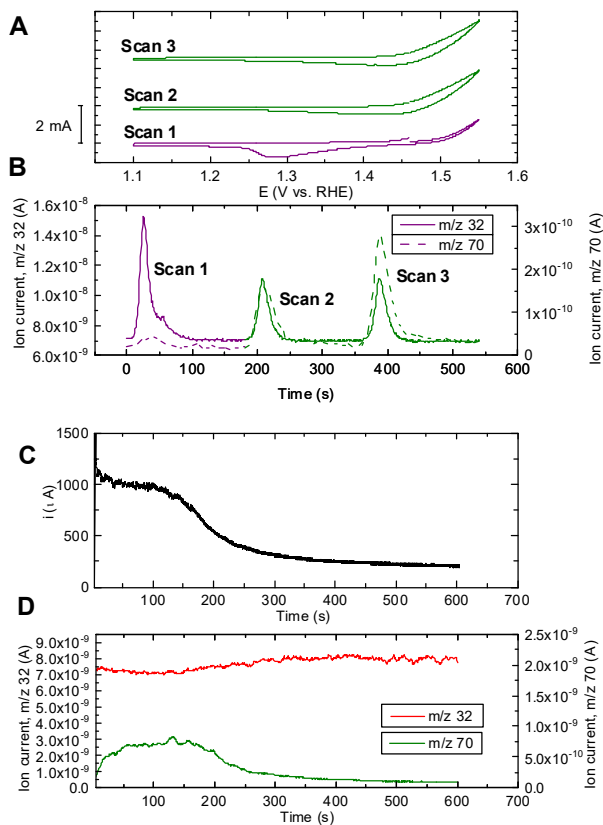 A
Scan 3
Scan 2
2 mA
Scan 1
1.1 1.2 1.3 1.4 1.5 1.6
E (V vs. RHE)
B
Ion current, m/z 32 (A)
1.6x10⁻⁸
1.4x10⁻⁸
1.2x10⁻⁸
1.0x10⁻⁸
8.0x10⁻⁹
6.0x10⁻⁹
Scan 1
Scan 2
Scan 3
m/z 32
m/z 70
3x10⁻¹⁰
2x10⁻¹⁰
1x10⁻¹⁰
0
Ion current, m/z 70 (A)
0 100 200 300 400 500 600
Time (s)
C
i (ι A)
1500
1000
500
0
100 200 300 400 500 600 700
Time (s)
D
Ion current, m/z 32 (A)
9.0x10⁻⁹
8.0x10⁻⁹
7.0x10⁻⁹
6.0x10⁻⁹
5.0x10⁻⁹
4.0x10⁻⁹
3.0x10⁻⁹
2.0x10⁻⁹
1.0x10⁻⁹
0.0
m/z 32
m/z 70
2.5x10⁻⁹
2.0x10⁻⁹
1.5x10⁻⁹
1.0x10⁻⁹
5.0x10⁻¹⁰
0.0
Ion current, m/z 70 (A)
100 200 300 400 500 600 700
Time (s)